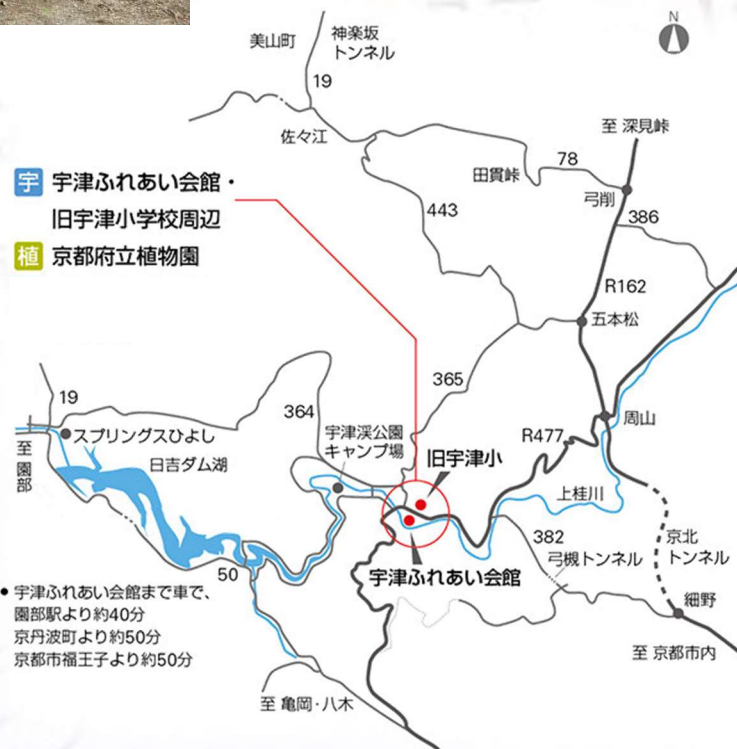 N
美山町
神楽坂
トンネル
19
佐々江
至 深見峠
田貫峠
78
弓削
386
443
R162
五本松
宇 宇津ふれあい会館・
旧宇津小学校周辺
植 京都府立植物園
365
周山
R477
上桂川
19
スプリングスひよし
至園部
日吉ダム湖
364
宇津渓公園
キャンプ場
旧宇津小
宇津ふれあい会館
382
弓槻トンネル
京北
トンネル
細野
至 京都市内
50
至 亀岡・八木
● 宇津ふれあい会館まで車で、
園部駅より約40分
京丹波町より約50分
京都市福王子より約50分